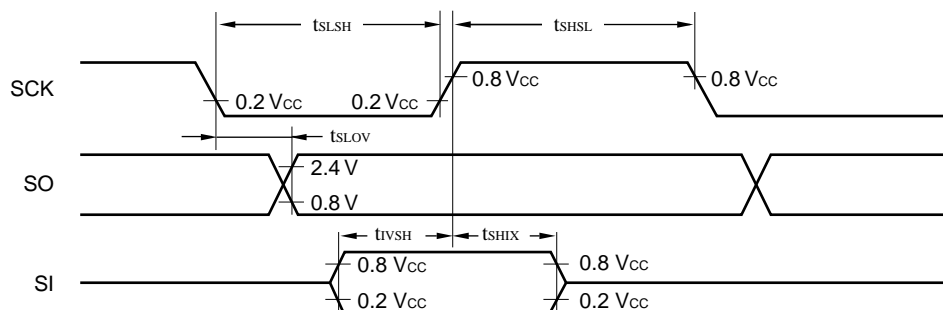 tSLSH tSHSL
SCK 0.2 VCC 0.2 VCC 0.8 VCC 0.8 VCC
tSLOV
SO 2.4 V
0.8 V
tIVSH tSHIX
0.8 VCC 0.8 VCC
SI
0.2 VCC 0.2 VCC